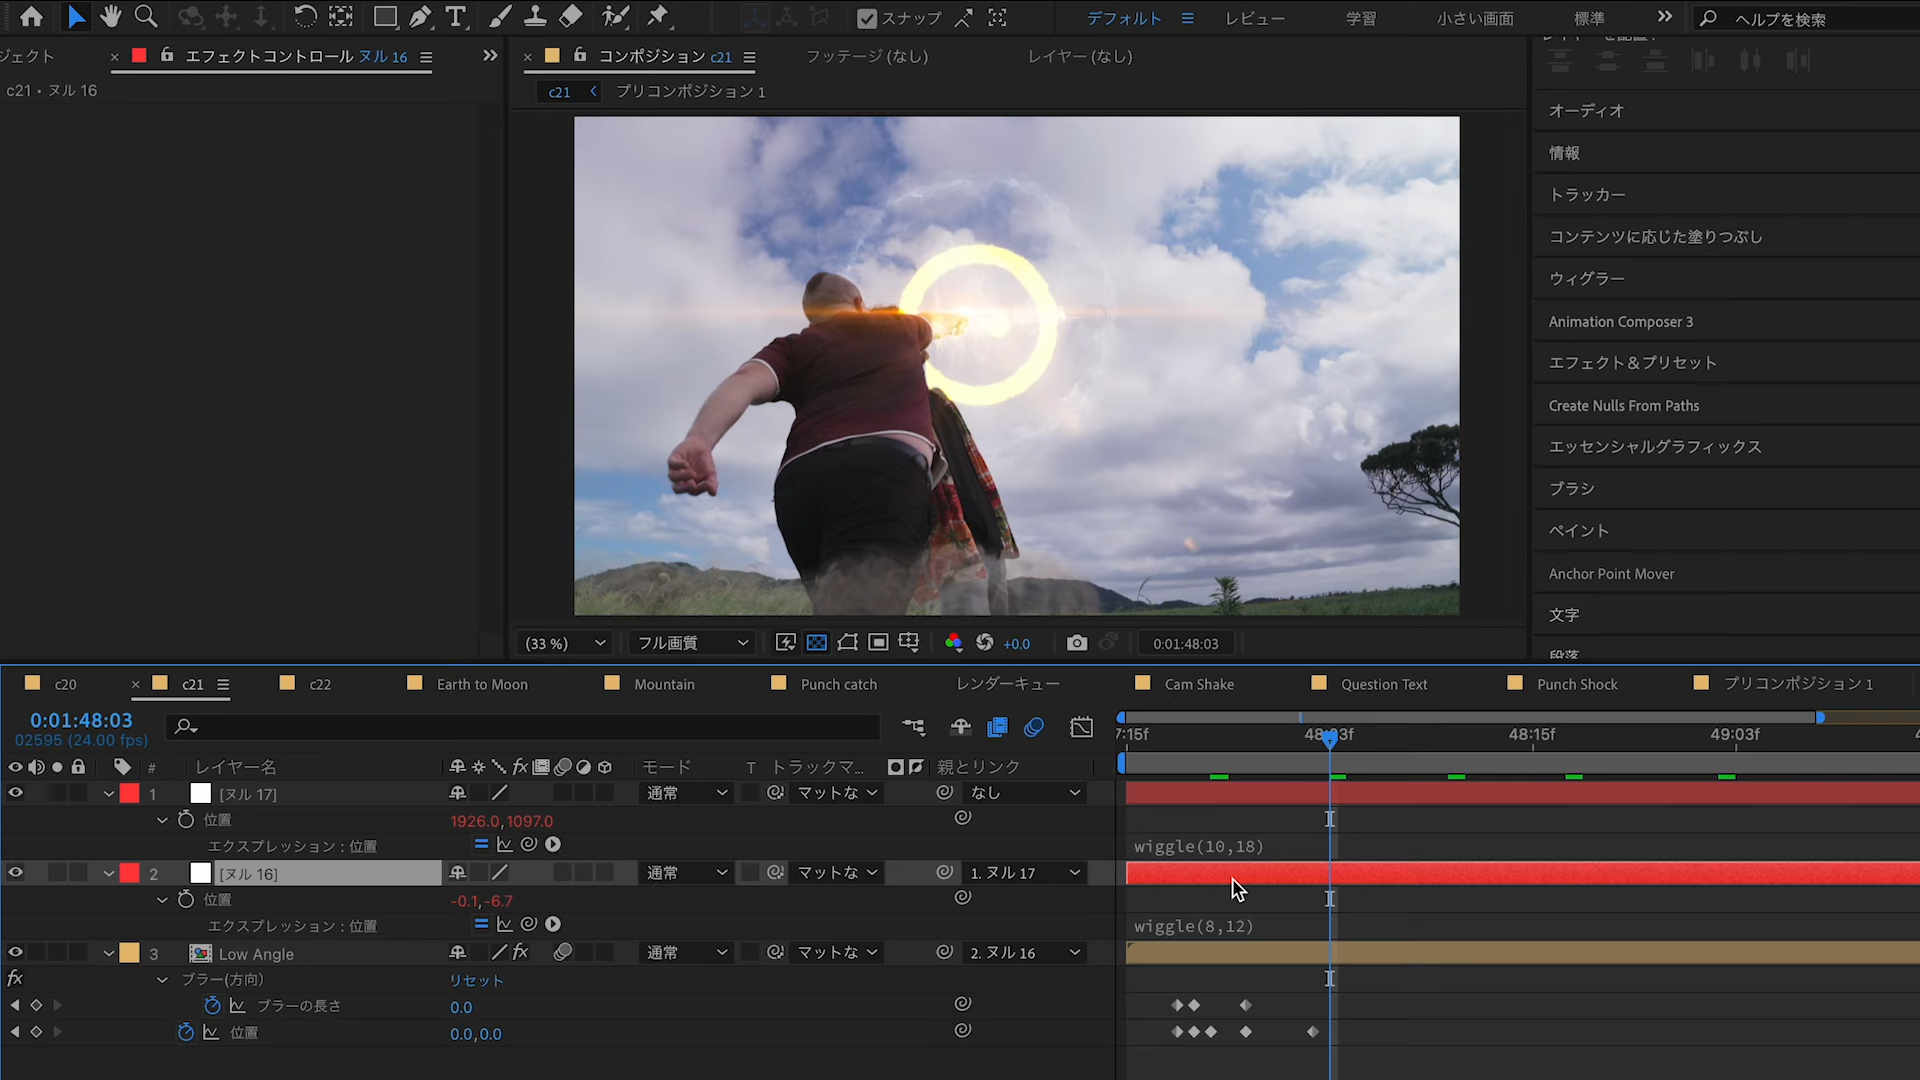 スナップ
デフォルト
レビュー
学習
小さい画面
標準
ヘルプを検索
ジェクト
エフェクトコントロール ヌル 16
コンポジション c21
フッテージ (なし)
レイヤー (なし)
c21・ヌル 16
c21
プリコンポジション 1
オーディオ
情報
トラッカー
コンテンツに応じた塗りつぶし
ウィグラー
Animation Composer 3
エフェクト＆プリセット
Create Nulls From Paths
エッセンシャルグラフィックス
ブラシ
ペイント
Anchor Point Mover
文字
段落
(33 %)
フル画質
+0.0
0:01:48:03
c20
c21
c22
Earth to Moon
Mountain
Punch catch
レンダーキュー
Cam Shake
Question Text
Punch Shock
プリコンポジション 1
0:01:48:03
02595 (24.00 fps)
7:15f
48:03f
48:15f
49:03f
#
レイヤー名
モード
T トラックマ...
親とリンク
1
[ヌル 17]
通常
マットな
なし
位置
1926.0,1097.0
エクスプレッション : 位置
wiggle(10,18)
2
[ヌル 16]
通常
マットな
1. ヌル 17
位置
-0.1,-6.7
エクスプレッション : 位置
wiggle(8,12)
3
Low Angle
fx
通常
マットな
2. ヌル 16
fx
ブラー(方向)
リセット
ブラーの長さ
0.0
位置
0.0,0.0